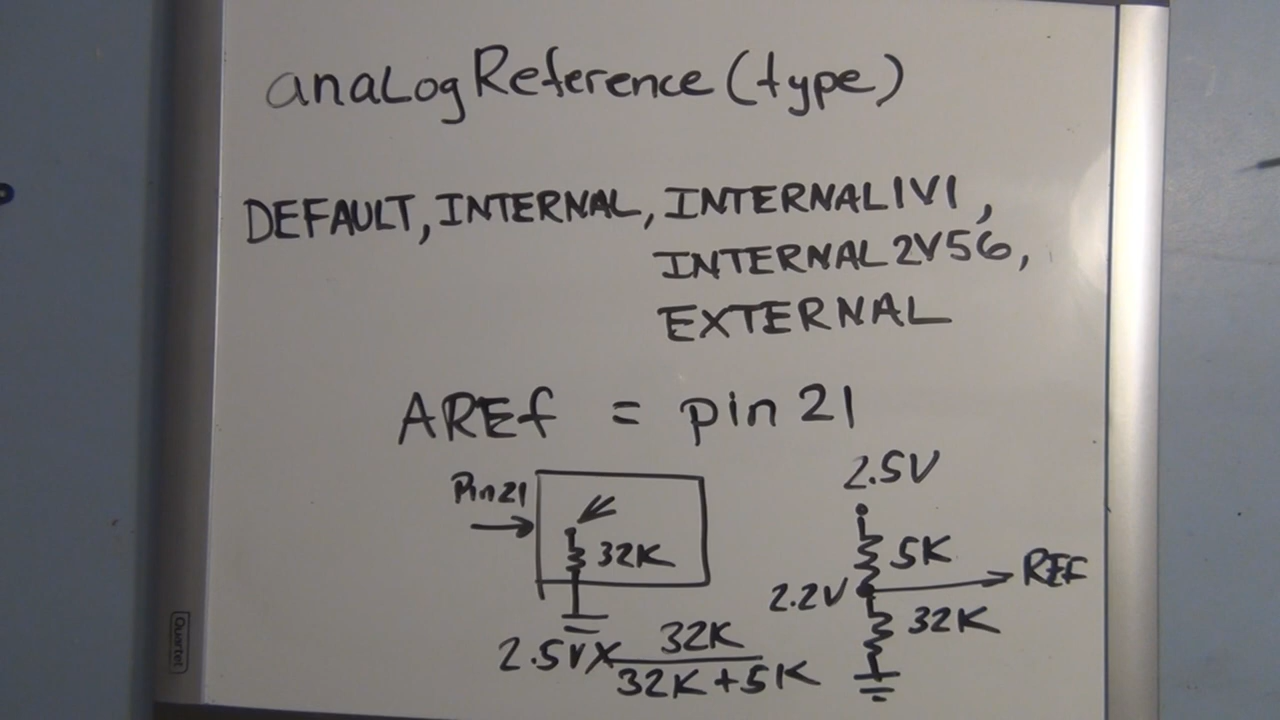 anaLogReference(type)
DEFAULT, INTERNAL, INTERNAL1V1,
INTERNAL2V56,
EXTERNAL
AREf = pin 21
Pin21
32K
2.5V
5K
REF
2.2V
32K
2.5V X 32K
32K+5K
Quartet